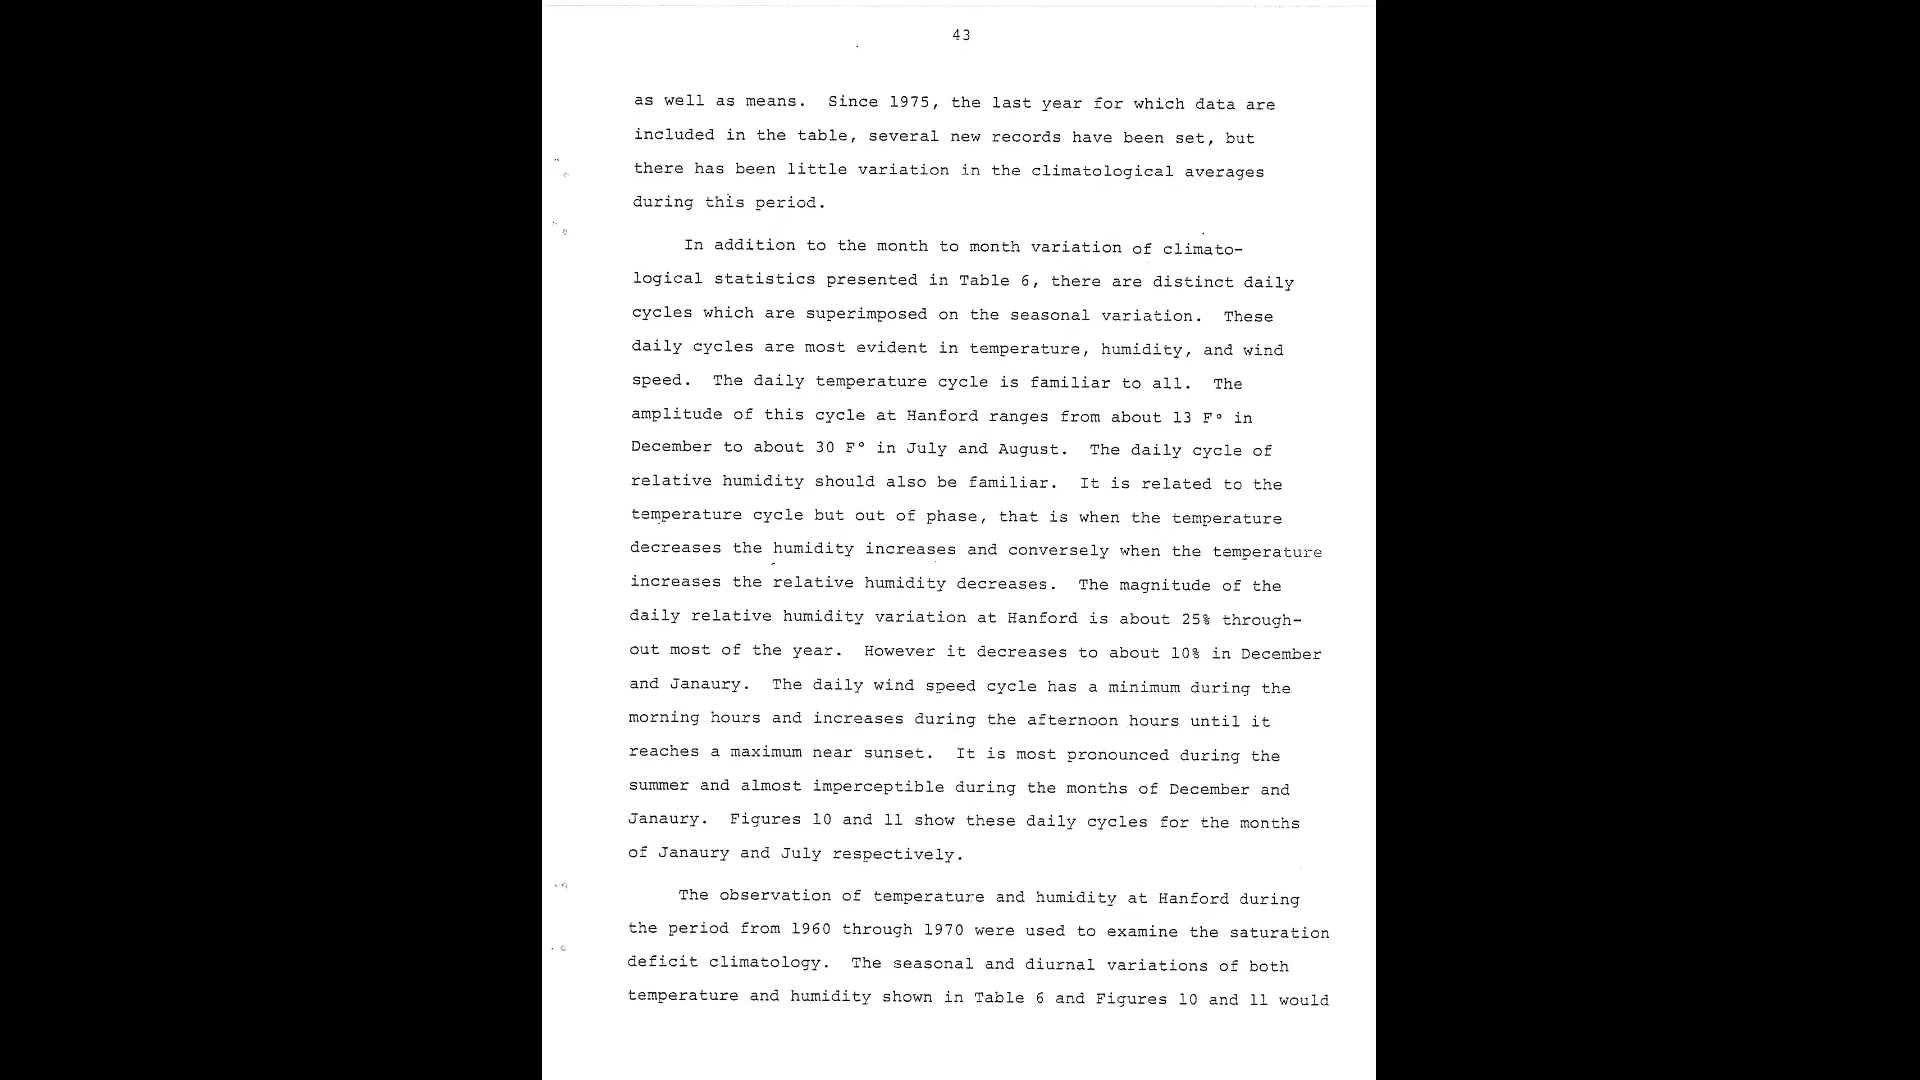 43
as well as means. Since 1975, the last year for which data are
included in the table, several new records have been set, but
there has been little variation in the climatological averages
during this period.
In addition to the month to month variation of climato-
logical statistics presented in Table 6, there are distinct daily
cycles which are superimposed on the seasonal variation. These
daily cycles are most evident in temperature, humidity, and wind
speed. The daily temperature cycle is familiar to all. The
amplitude of this cycle at Hanford ranges from about 13 F° in
December to about 30 F° in July and August. The daily cycle of
relative humidity should also be familiar. It is related to the
temperature cycle but out of phase, that is when the temperature
decreases the humidity increases and conversely when the temperature
increases the relative humidity decreases. The magnitude of the
daily relative humidity variation at Hanford is about 25% through-
out most of the year. However it decreases to about 10% in December
and Janaury. The daily wind speed cycle has a minimum during the
morning hours and increases during the afternoon hours until it
reaches a maximum near sunset. It is most pronounced during the
summer and almost imperceptible during the months of December and
Janaury. Figures 10 and 11 show these daily cycles for the months
of Janaury and July respectively.
The observation of temperature and humidity at Hanford during
the period from 1960 through 1970 were used to examine the saturation
deficit climatology. The seasonal and diurnal variations of both
temperature and humidity shown in Table 6 and Figures 10 and 11 would